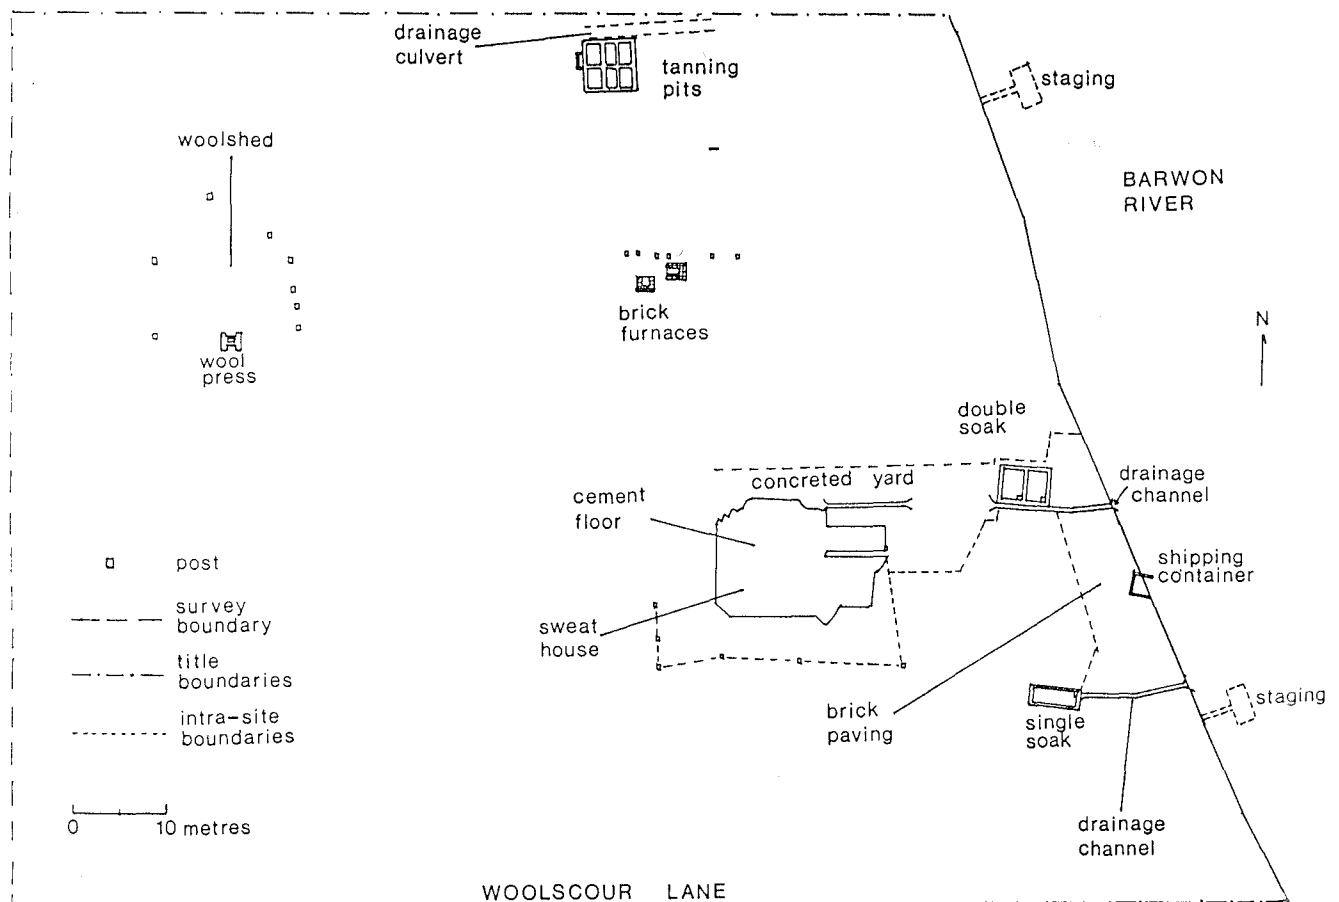 drainage
culvert
tanning
pits
staging
woolshed
BARWON
RIVER
brick
furnaces
N
wool
press
double
soak
concreted yard
drainage
channel
cement
floor
shipping
container
post
survey
boundary
sweat
house
title
boundaries
staging
brick
paving
intra-site
boundaries
single
soak
0 10 metres
drainage
channel
WOOLSCOUR LANE